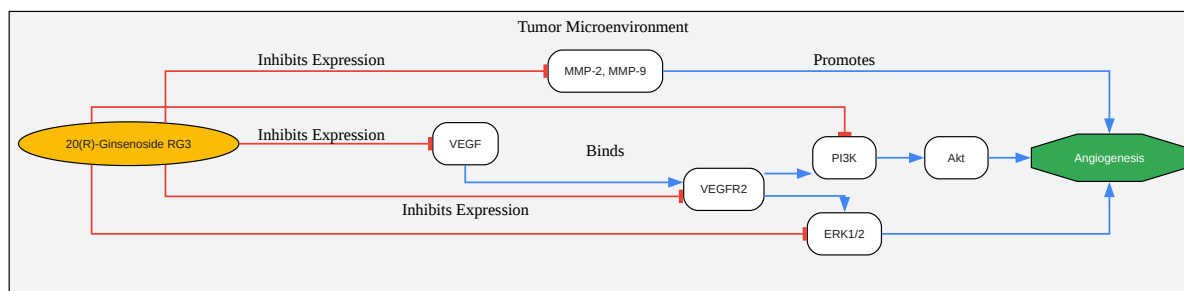 Tumor Microenvironment
Inhibits Expression
MMP-2, MMP-9
Promotes
20(R)-Ginsenoside RG3
Inhibits Expression
VEGF
Binds
PI3K
Akt
Angiogenesis
VEGFR2
Inhibits Expression
ERK1/2